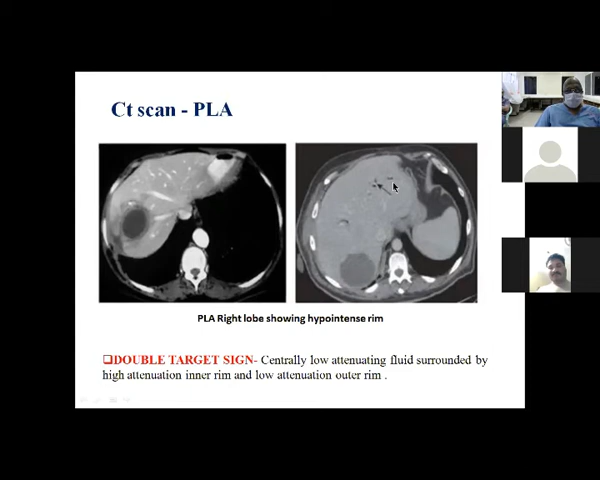 Ct scan - PLA
PLA Right lobe showing hypointense rim
❑DOUBLE TARGET SIGN- Centrally low attenuating fluid surrounded by
high attenuation inner rim and low attenuation outer rim .